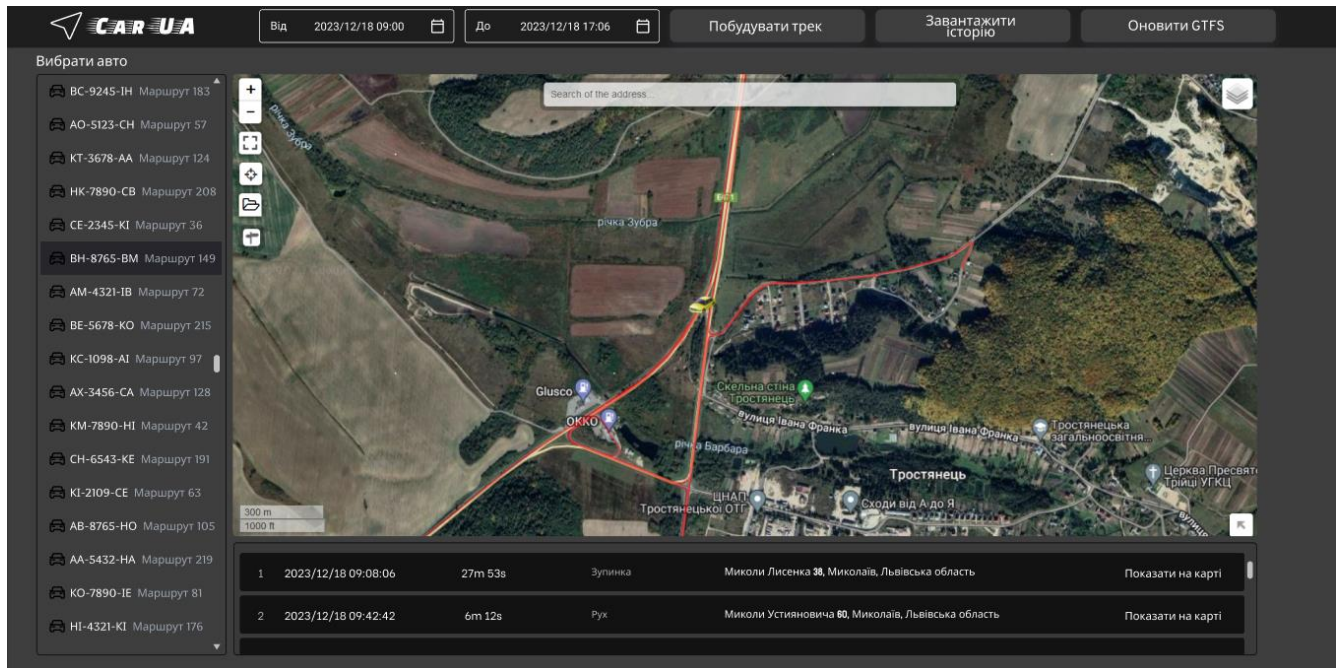 CAR UA
Від 2023/12/18 09:00
До 2023/12/18 17:06
Побудувати трек
Завантажити
історію
Оновити GTFS
Вибрати авто
BC-9245-IH Маршрут 183
AO-5123-CH Маршрут 57
KT-3678-AA Маршрут 124
HK-7890-CB Маршрут 208
CE-2345-KI Маршрут 36
BH-8765-BM Маршрут 149
AM-4321-IB Маршрут 72
BE-5678-KO Маршрут 215
KC-1098-AI Маршрут 97
AX-3456-CA Маршрут 128
KM-7890-HI Маршрут 42
CH-6543-KE Маршрут 191
KI-2109-CE Маршрут 63
AB-8765-HO Маршрут 105
AA-5432-HA Маршрут 219
KO-7890-IE Маршрут 81
HI-4321-KI Маршрут 176
+
−
Search of the address...
річка Зубра
річка Зубра
Glusco
ОККО
Скельна стіна
Тростянець
вулиця Івана Франка
вулиця Івана Франка
Тростянецька
загальноосвітня...
річка Барбара
Тростянець
Церква Пресвято
Трійці УГКЦ
ЦНАП
Тростянецької ОТГ
Сходи від А до Я
300 m
1000 ft
1 2023/12/18 09:08:06 27m 53s Зупинка Миколи Лисенка 38, Миколаїв, Львівська область Показати на карті
2 2023/12/18 09:42:42 6m 12s Рух Миколи Устияновича 60, Миколаїв, Львівська область Показати на карті